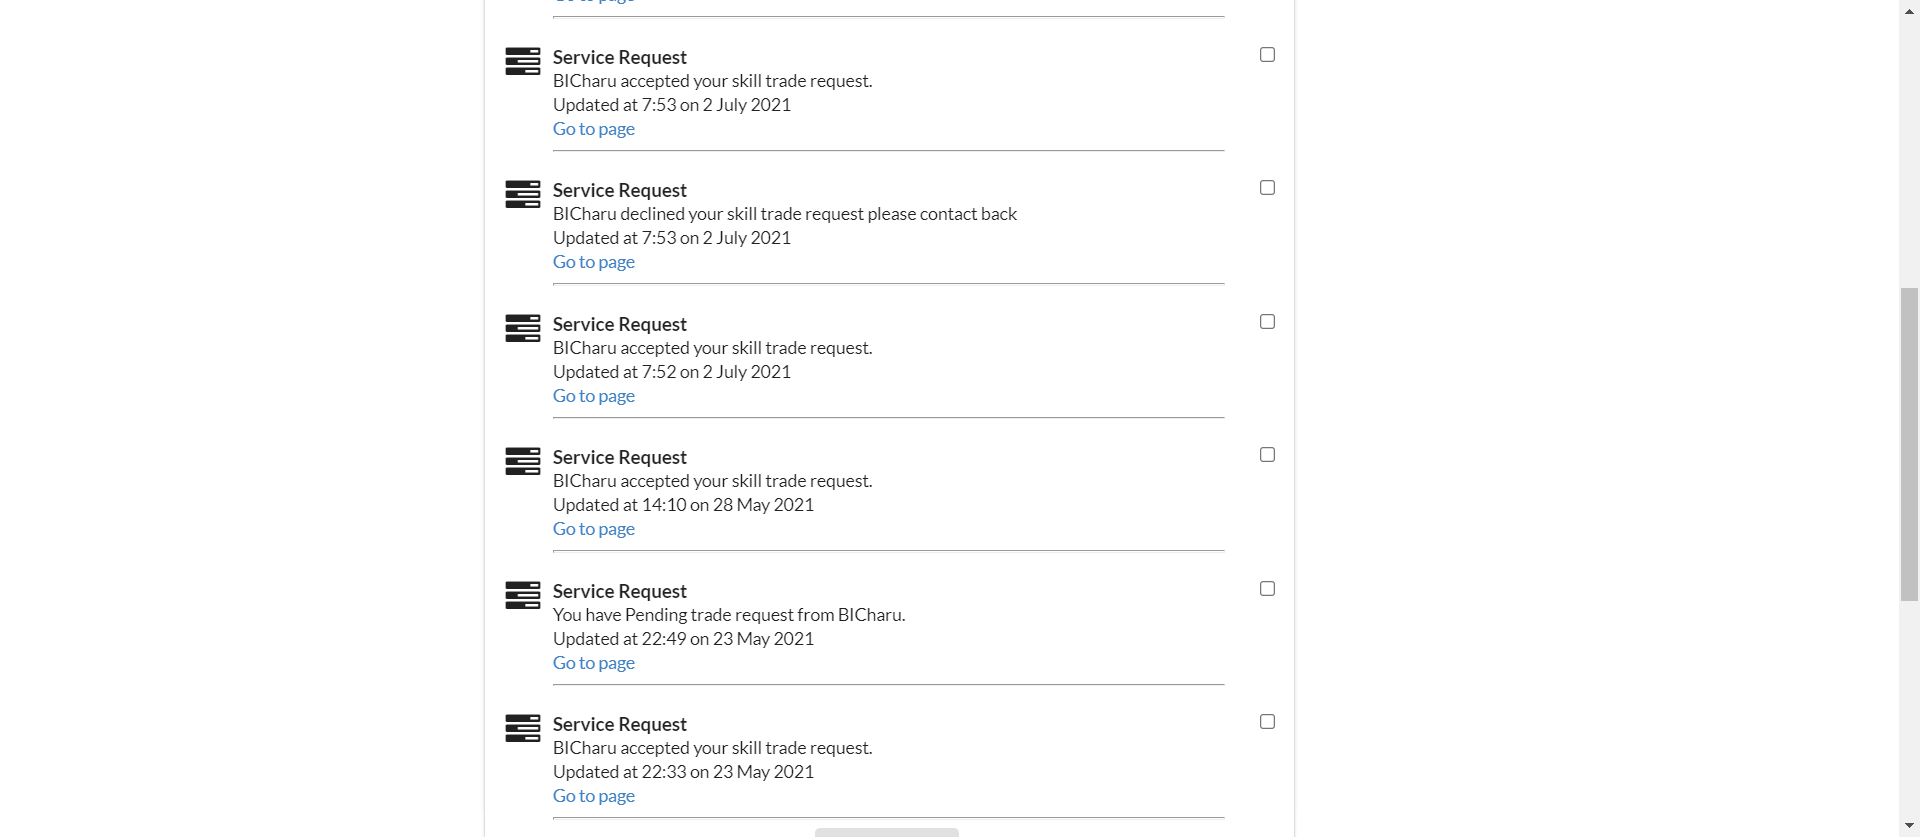 Go to page
Service Request
BICharu accepted your skill trade request.
Updated at 7:53 on 2 July 2021
Go to page
Service Request
BICharu declined your skill trade request please contact back
Updated at 7:53 on 2 July 2021
Go to page
Service Request
BICharu accepted your skill trade request.
Updated at 7:52 on 2 July 2021
Go to page
Service Request
BICharu accepted your skill trade request.
Updated at 14:10 on 28 May 2021
Go to page
Service Request
You have Pending trade request from BICharu.
Updated at 22:49 on 23 May 2021
Go to page
Service Request
BICharu accepted your skill trade request.
Updated at 22:33 on 23 May 2021
Go to page